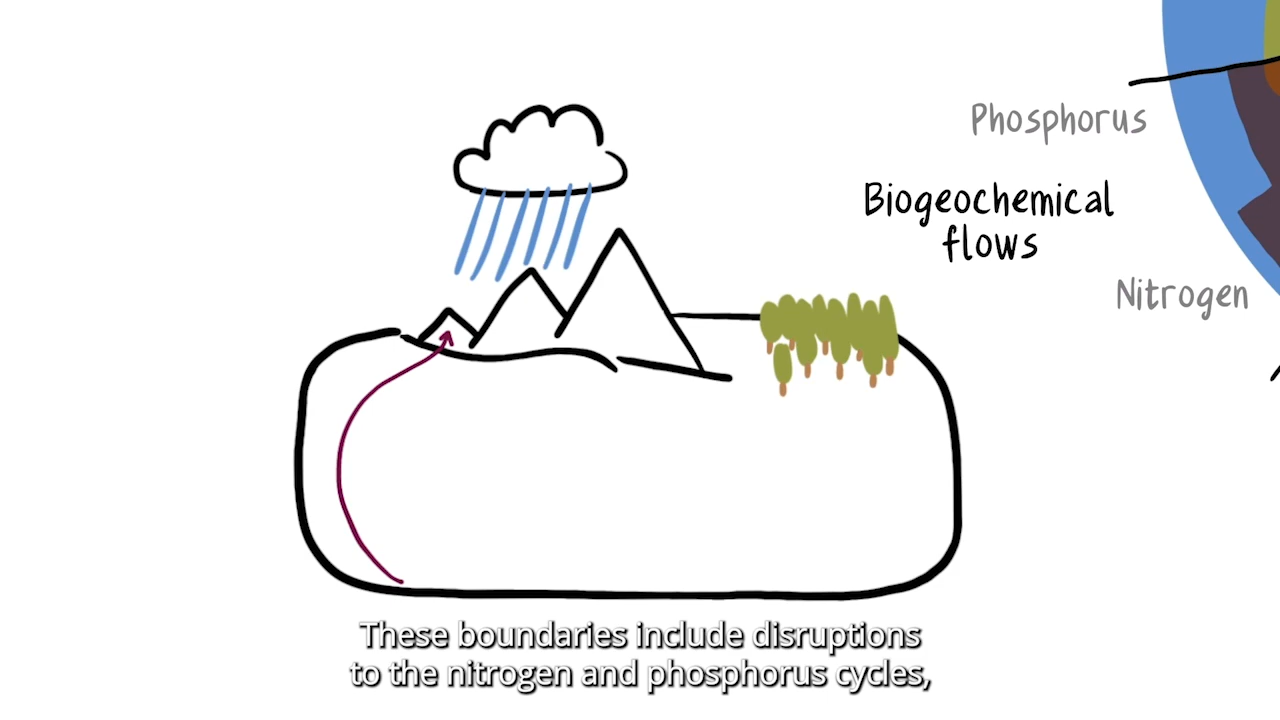 Phosphorus
Biogeochemical
flows
Nitrogen
These boundaries include disruptions
to the nitrogen and phosphorus cycles,